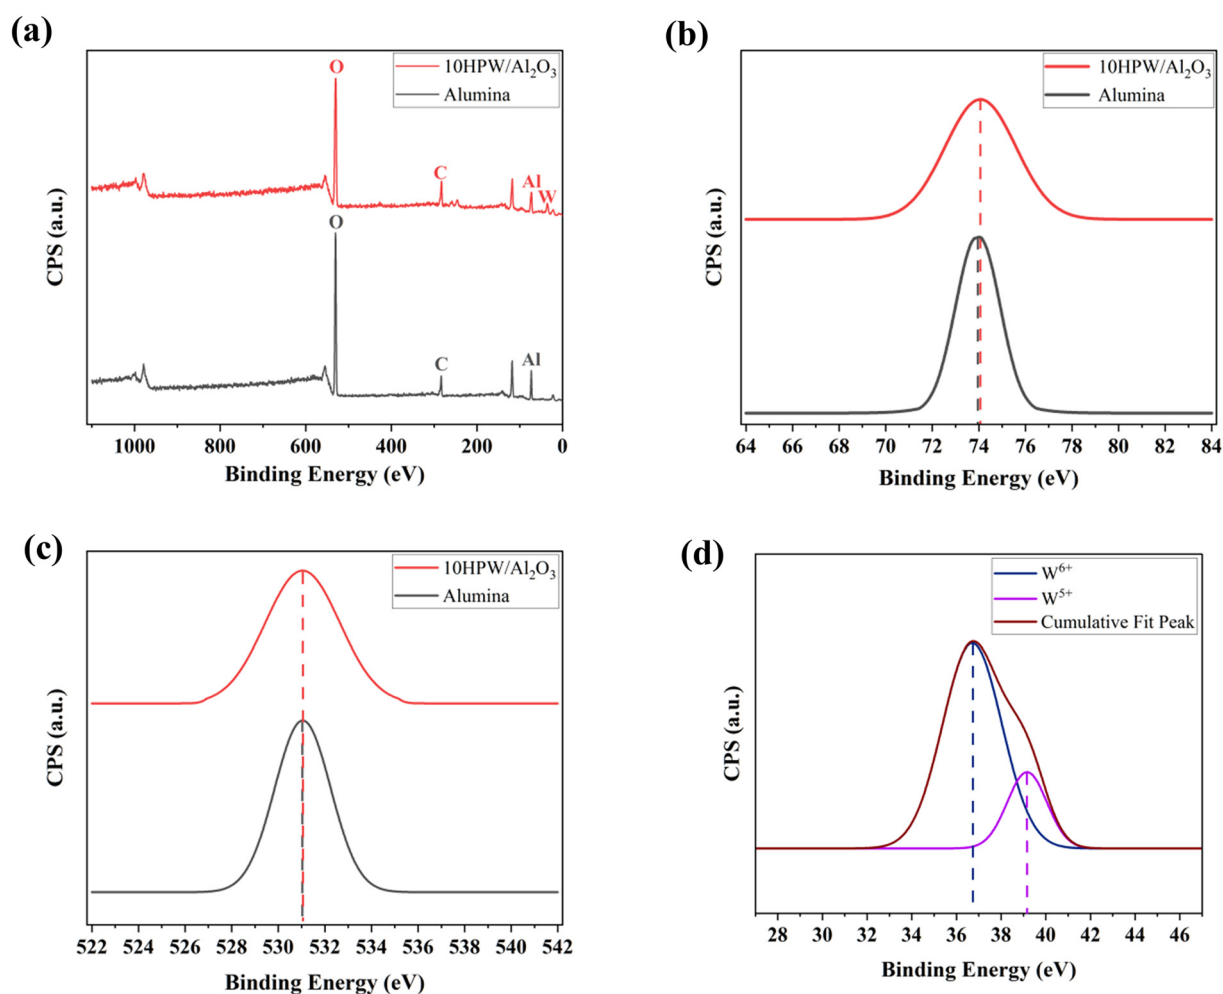 (a)
10HPW/Al₂O₃
Alumina
O
C
Al
W
O
C
Al
CPS (a.u.)
1000 800 600 400 200 0
Binding Energy (eV)
(b)
10HPW/Al₂O₃
Alumina
CPS (a.u.)
64 66 68 70 72 74 76 78 80 82 84
Binding Energy (eV)
(c)
10HPW/Al₂O₃
Alumina
CPS (a.u.)
522 524 526 528 530 532 534 536 538 540 542
Binding Energy (eV)
(d)
W⁶⁺
W⁵⁺
Cumulative Fit Peak
CPS (a.u.)
28 30 32 34 36 38 40 42 44 46
Binding Energy (eV)